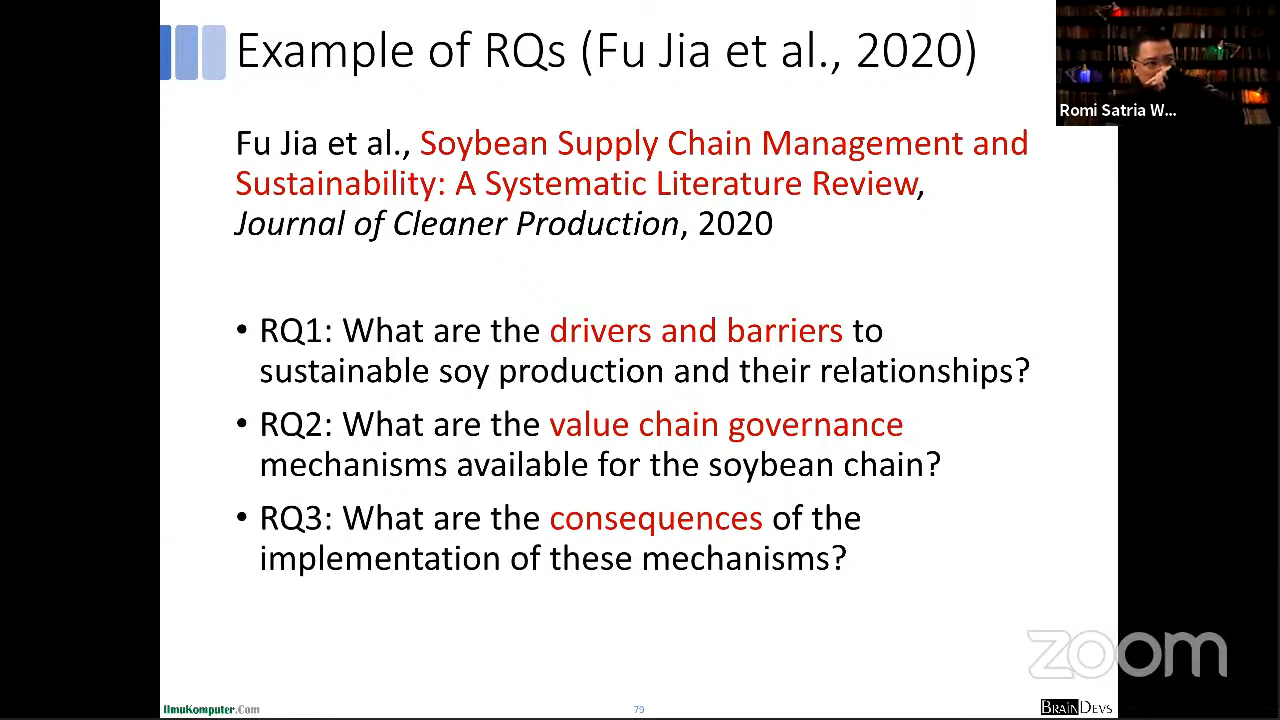 Example of RQs (Fu Jia et al., 2020)
Romi Satria W...
Fu Jia et al., Soybean Supply Chain Management and
Sustainability: A Systematic Literature Review,
Journal of Cleaner Production, 2020
• RQ1: What are the drivers and barriers to
sustainable soy production and their relationships?
• RQ2: What are the value chain governance
mechanisms available for the soybean chain?
• RQ3: What are the consequences of the
implementation of these mechanisms?
zoom
IlmuKomputer.Com
79
BRAINDEVS